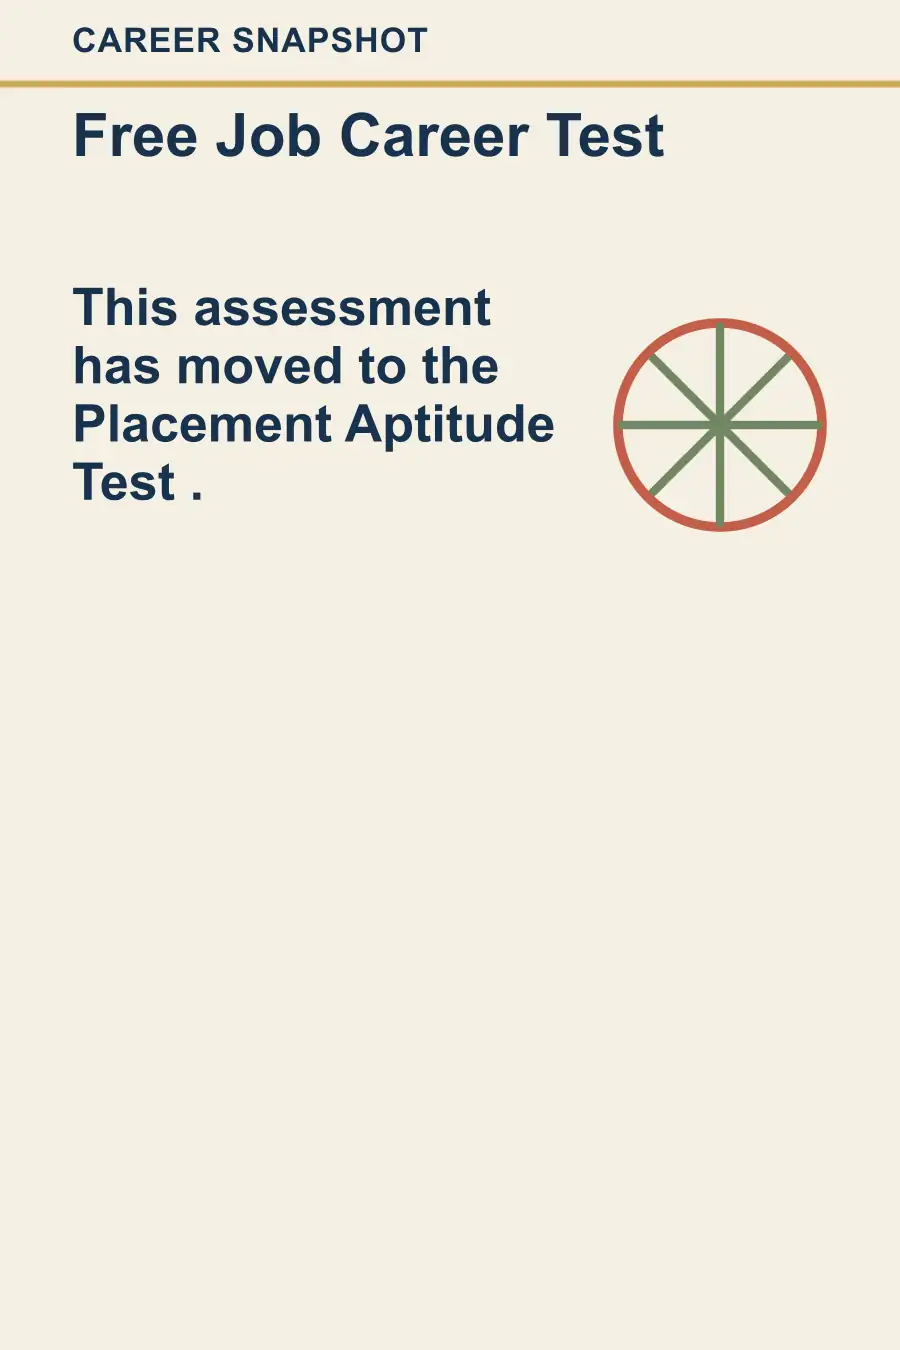 CAREER SNAPSHOT
Free Job Career Test
This assessment
has moved to the
Placement Aptitude
Test .